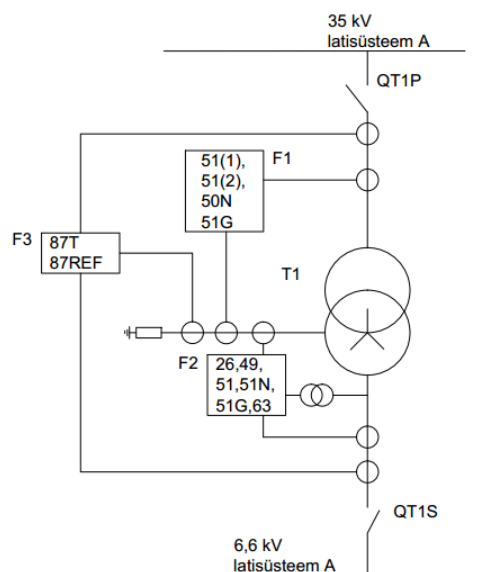 35 kV
latisüsteem A
QT1P
51(1),
51(2),
50N
51G
F1
F3
87T
87REF
T1
F2
26,49,
51,51N,
51G,63
QT1S
6,6 kV
latisüsteem A